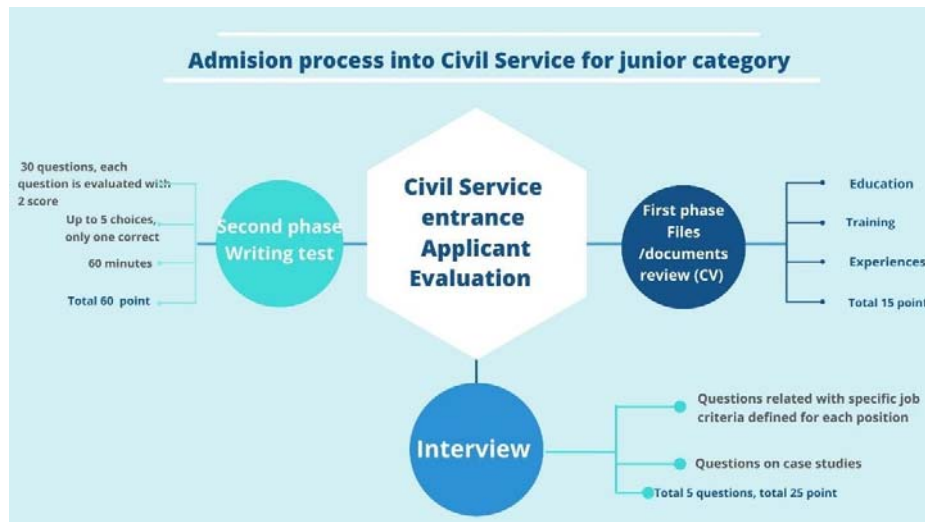 Admision process into Civil Service for junior category
30 questions, each
question is evaluated with
2 score
Up to 5 choices,
only one correct
60 minutes
Total 60 point
Second phase
Writing test
Civil Service
entrance
Applicant
Evaluation
First phase
Files
/documents
review (CV)
Education
Training
Experiences
Total 15 point
Interview
Questions related with specific job
criteria defined for each position
Questions on case studies
Total 5 questions, total 25 point